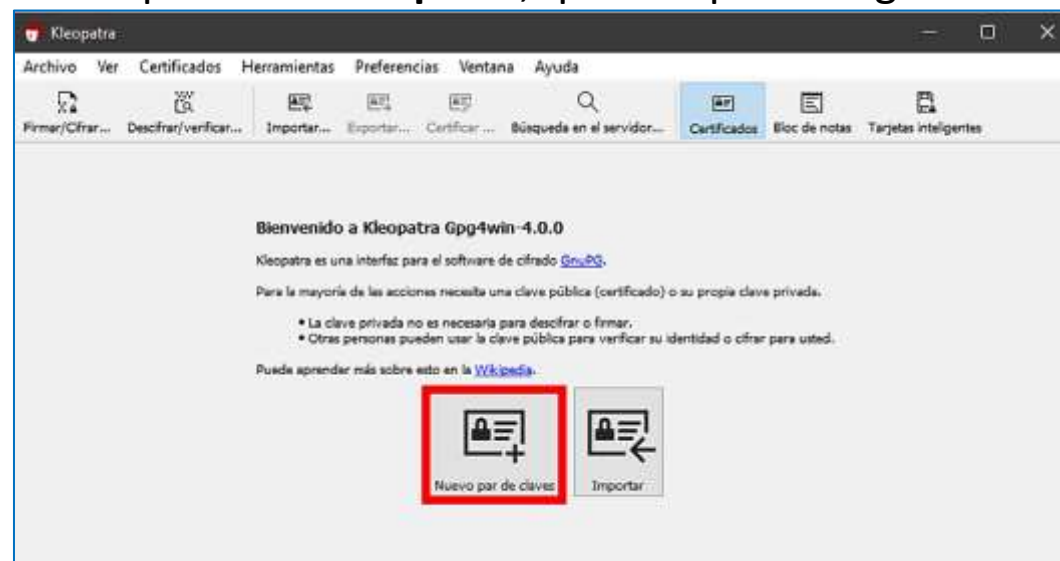 Kleopatra
Archivo Ver Certificados Herramientas Preferencias Ventana Ayuda
Firmar/Cifrar... Descifrar/verificar... Importar... Exportar... Certificar ... Búsqueda en el servidor... Certificados Bloc de notas Tarjetas inteligentes
Bienvenido a Kleopatra Gpg4win-4.0.0
Kleopatra es una interfaz para el software de cifrado GnuPG.
Para la mayoría de las acciones necesita una clave pública (certificado) o su propia clave privada.
• La clave privada no es necesaria para descifrar o firmar.
• Otras personas pueden usar la clave pública para verificar su identidad o cifrar para usted.
Puede aprender más sobre esto en la Wikipedia.
Nuevo par de claves Importar